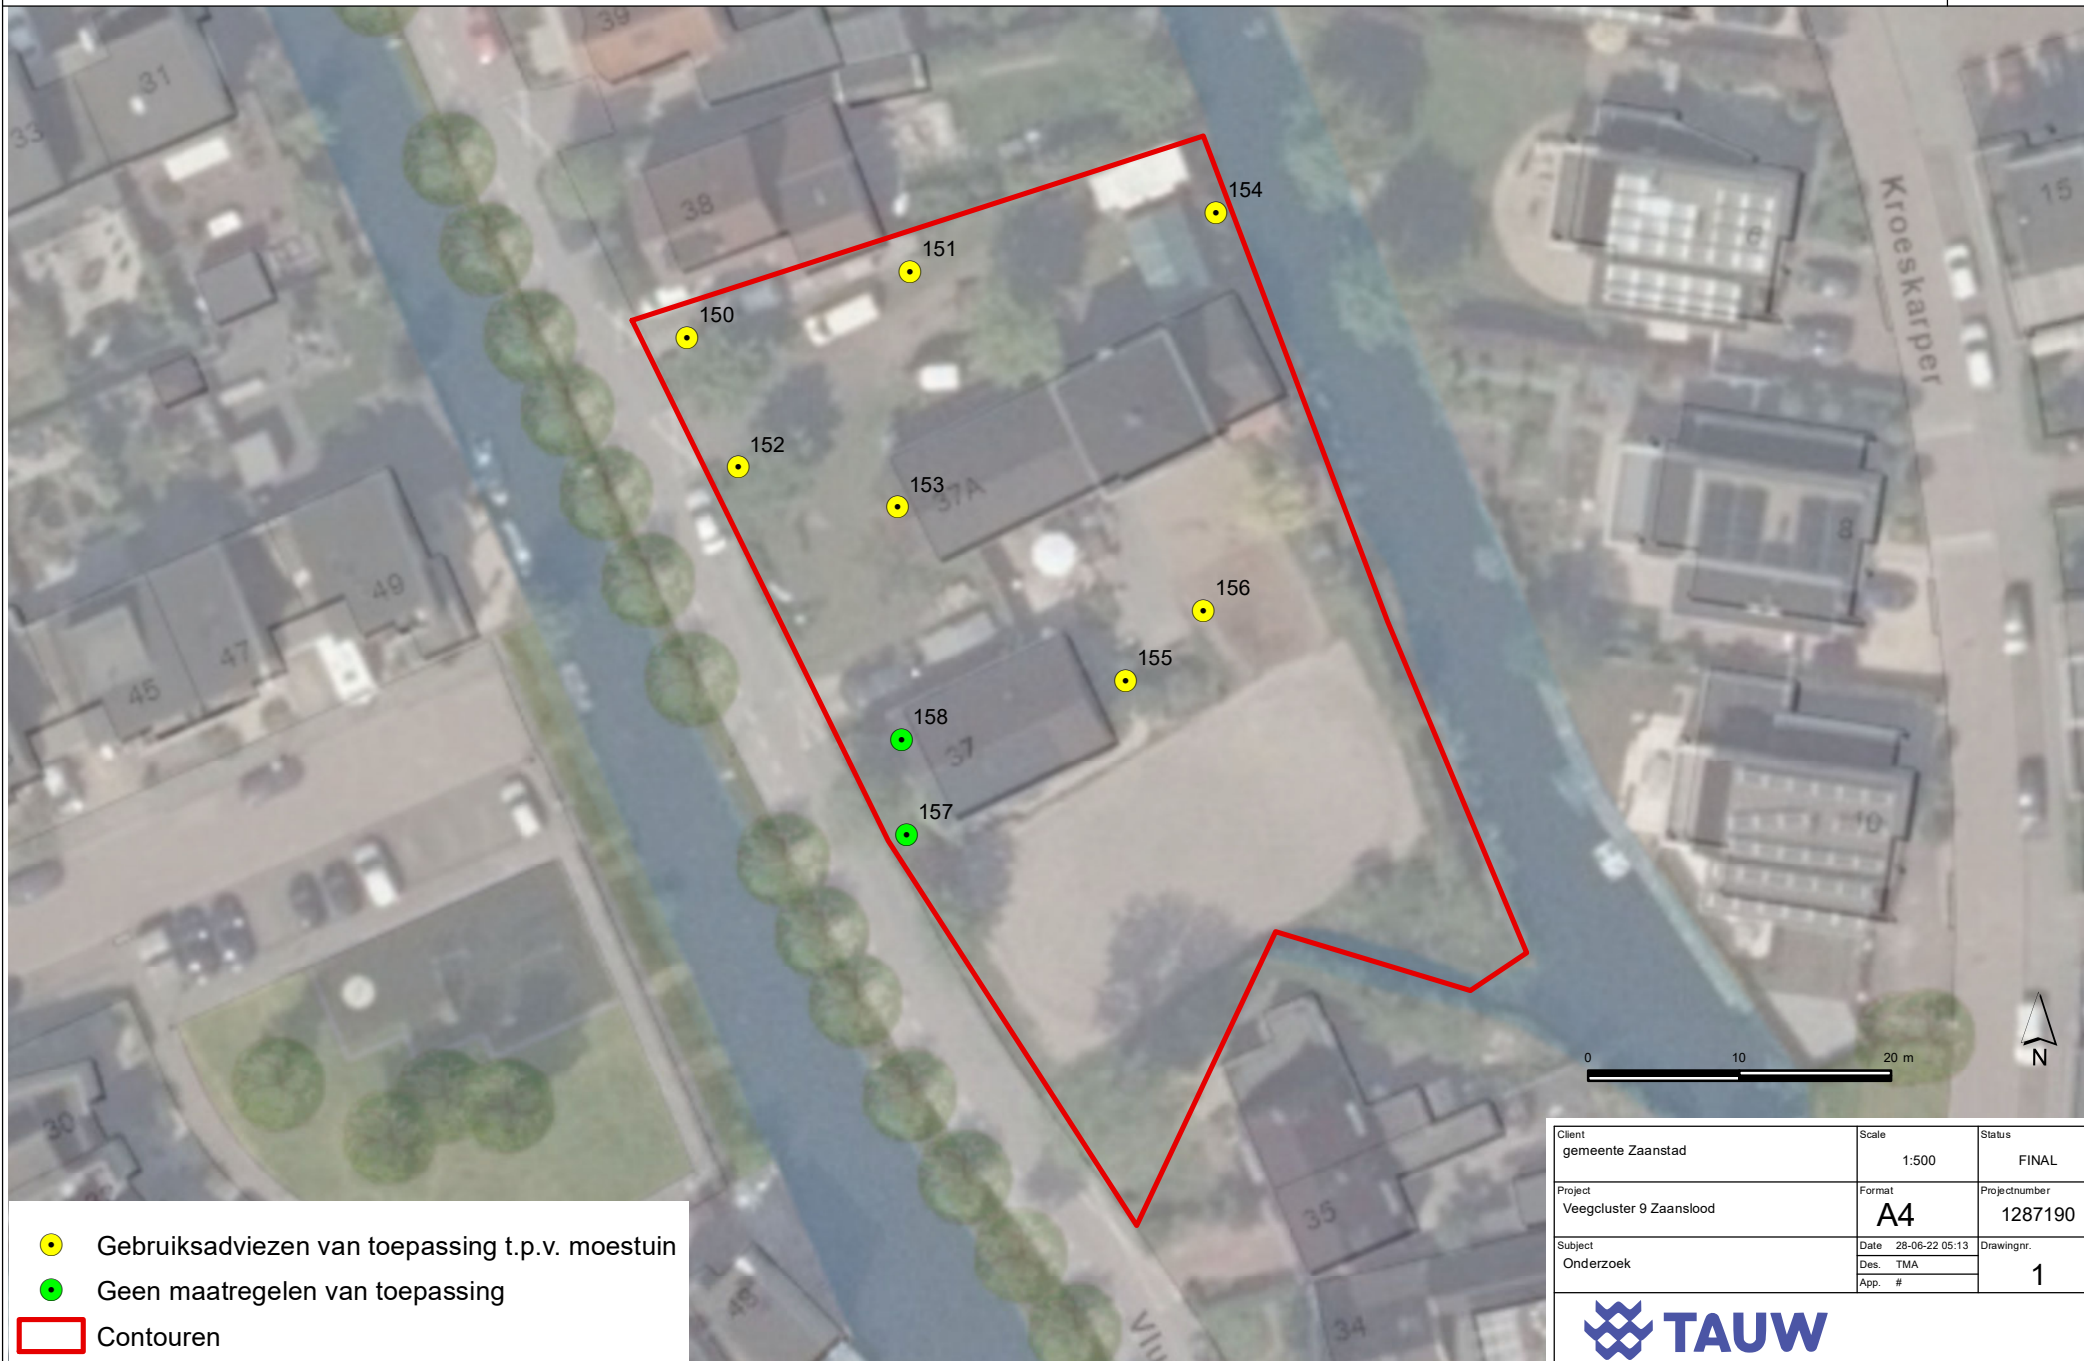 39
31
33
38
154
15
151
6
Kroeskarper
150
152
153
37A
8
49
156
47
155
45
158
37
157
10
0 10 20 m
N
30
35
34
Gebruiksadviezen van toepassing t.p.v. moestuin
Geen maatregelen van toepassing
Contouren
Client
gemeente Zaanstad
Scale
1:500
Status
FINAL
Project
Veegcluster 9 Zaanslood
Format
A4
Projectnumber
1287190
Subject
Onderzoek
Date 28-06-22 05:13
Des. TMA
App. #
Drawingnr.
1
TAUW